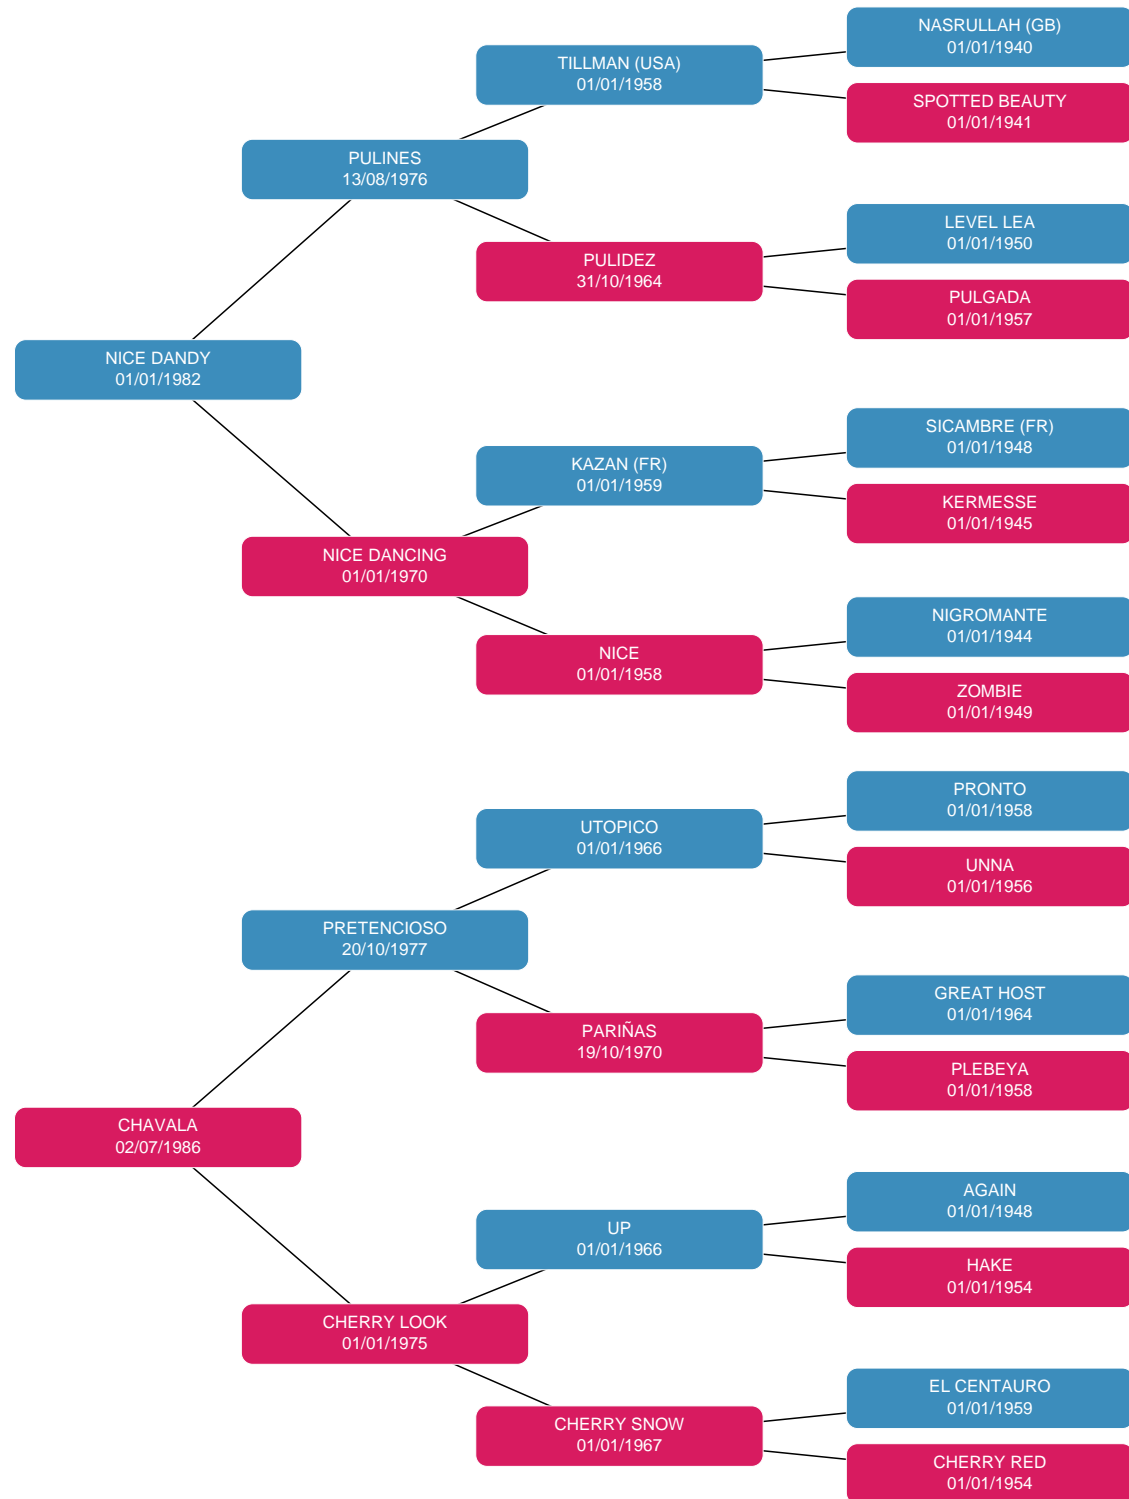 NASRULLAH (GB)
01/01/1940
TILLMAN (USA)
01/01/1958
SPOTTED BEAUTY
01/01/1941
PULINES
13/08/1976
LEVEL LEA
01/01/1950
PULIDEZ
31/10/1964
PULGADA
01/01/1957
NICE DANDY
01/01/1982
SICAMBRE (FR)
01/01/1948
KAZAN (FR)
01/01/1959
KERMESSE
01/01/1945
NICE DANCING
01/01/1970
NIGROMANTE
01/01/1944
NICE
01/01/1958
ZOMBIE
01/01/1949
PRONTO
01/01/1958
UTOPICO
01/01/1966
UNNA
01/01/1956
PRETENCIOSO
20/10/1977
GREAT HOST
01/01/1964
PARIÑAS
19/10/1970
PLEBEYA
01/01/1958
CHAVALA
02/07/1986
AGAIN
01/01/1948
UP
01/01/1966
HAKE
01/01/1954
CHERRY LOOK
01/01/1975
EL CENTAURO
01/01/1959
CHERRY SNOW
01/01/1967
CHERRY RED
01/01/1954